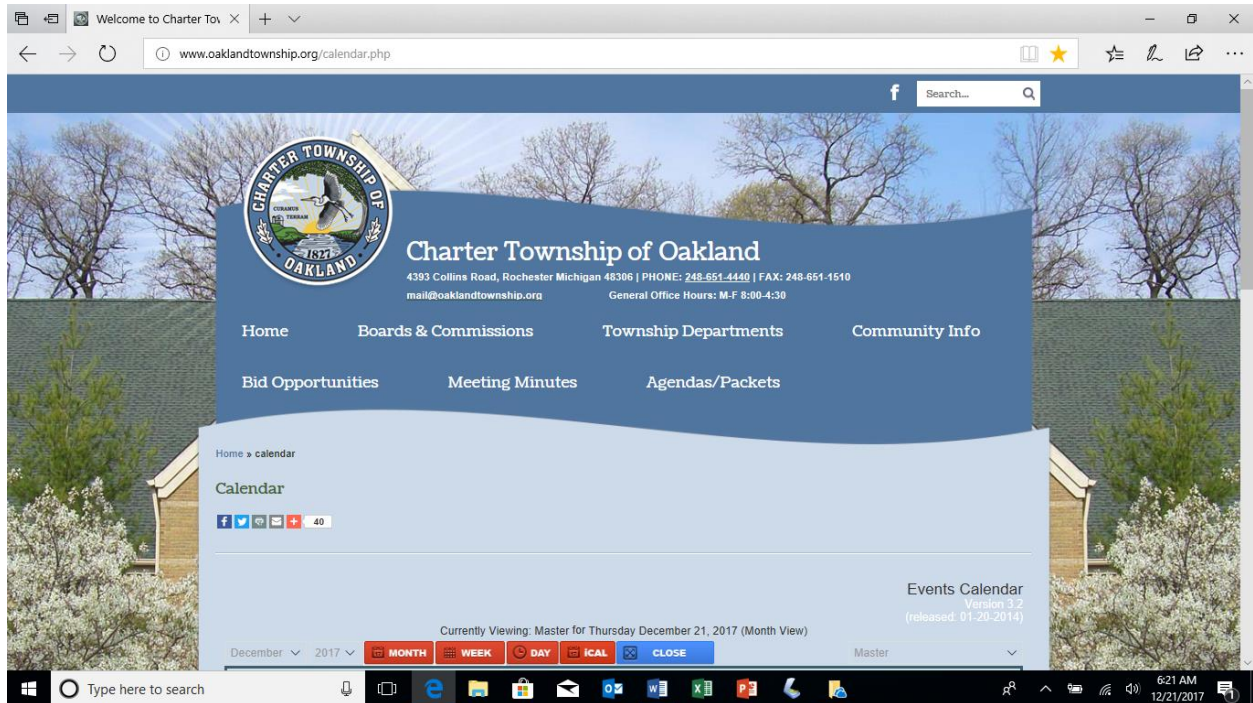 Welcome to Charter Tov
www.oaklandtownship.org/calendar.php
f
Search...
CHARTER TOWNSHIP OF
CURAMUS
TERRAM
1827
OAKLAND
Charter Township of Oakland
4393 Collins Road, Rochester Michigan 48306 | PHONE: 248-651-4440 | FAX: 248-651-1510
mail@oaklandtownship.org General Office Hours: M-F 8:00-4:30
Home Boards & Commissions Township Departments Community Info
Bid Opportunities Meeting Minutes Agendas/Packets
Home » calendar
Calendar
40
Events Calendar
Version 3.2
(released: 01-20-2014)
Currently Viewing: Master for Thursday December 21, 2017 (Month View)
December 2017 MONTH WEEK DAY iCAL CLOSE Master
Type here to search
6:21 AM
12/21/2017